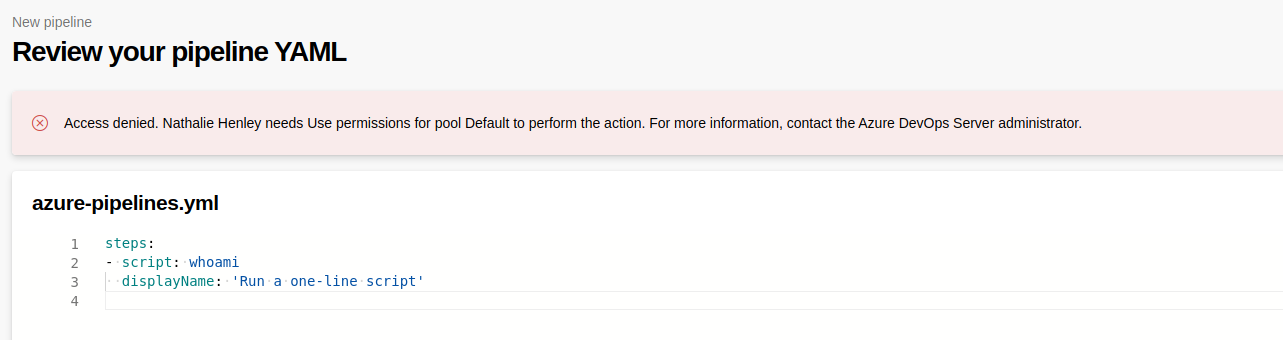 New pipeline
Review your pipeline YAML
Access denied. Nathalie Henley needs Use permissions for pool Default to perform the action. For more information, contact the Azure DevOps Server administrator.
azure-pipelines.yml
1 steps:
2 - script: whoami
3   displayName: 'Run a one-line script'
4